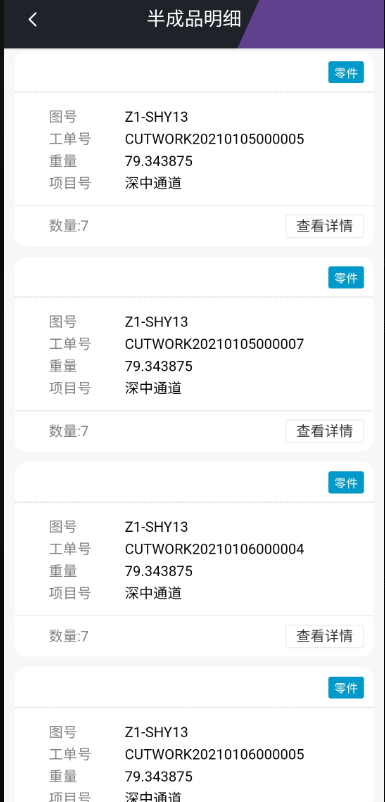 半成品明细
零件
图号 Z1-SHY13
工单号 CUTWORK20210105000005
重量 79.343875
项目号 深中通道
数量:7 查看详情
零件
图号 Z1-SHY13
工单号 CUTWORK20210105000007
重量 79.343875
项目号 深中通道
数量:7 查看详情
零件
图号 Z1-SHY13
工单号 CUTWORK20210106000004
重量 79.343875
项目号 深中通道
数量:7 查看详情
零件
图号 Z1-SHY13
工单号 CUTWORK20210106000005
重量 79.343875
项目号 深中通道